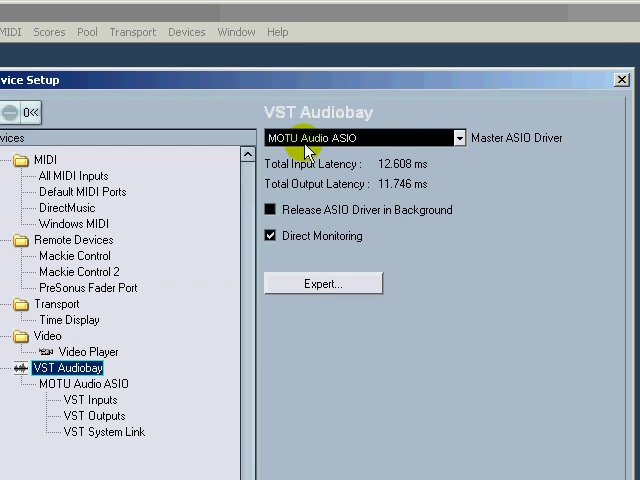 MIDI Scores Pool Transport Devices Window Help
vice Setup
0<<
VST Audiobay
vices
MOTU Audio ASIO
Master ASIO Driver
MIDI
Total Input Latency : 12.608 ms
All MIDI Inputs
Total Output Latency : 11.746 ms
Default MIDI Ports
DirectMusic
Release ASIO Driver in Background
Windows MIDI
Remote Devices
Direct Monitoring
Mackie Control
Mackie Control 2
PreSonus Fader Port
Expert...
Transport
Time Display
Video
Video Player
VST Audiobay
MOTU Audio ASIO
VST Inputs
VST Outputs
VST System Link